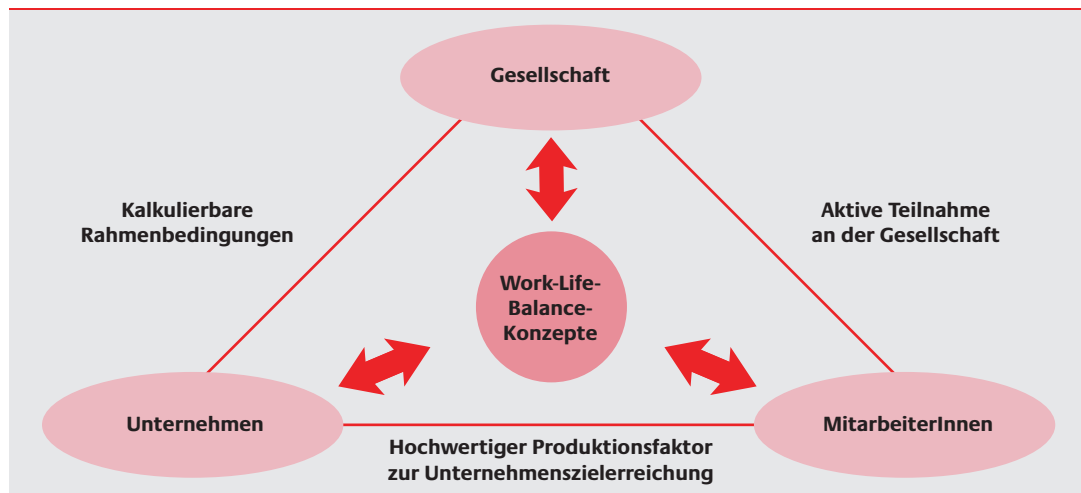 Gesellschaft
Kalkulierbare
Rahmenbedingungen
Aktive Teilnahme
an der Gesellschaft
Work-Life-
Balance-
Konzepte
Unternehmen
MitarbeiterInnen
Hochwertiger Produktionsfaktor
zur Unternehmenszielerreichung